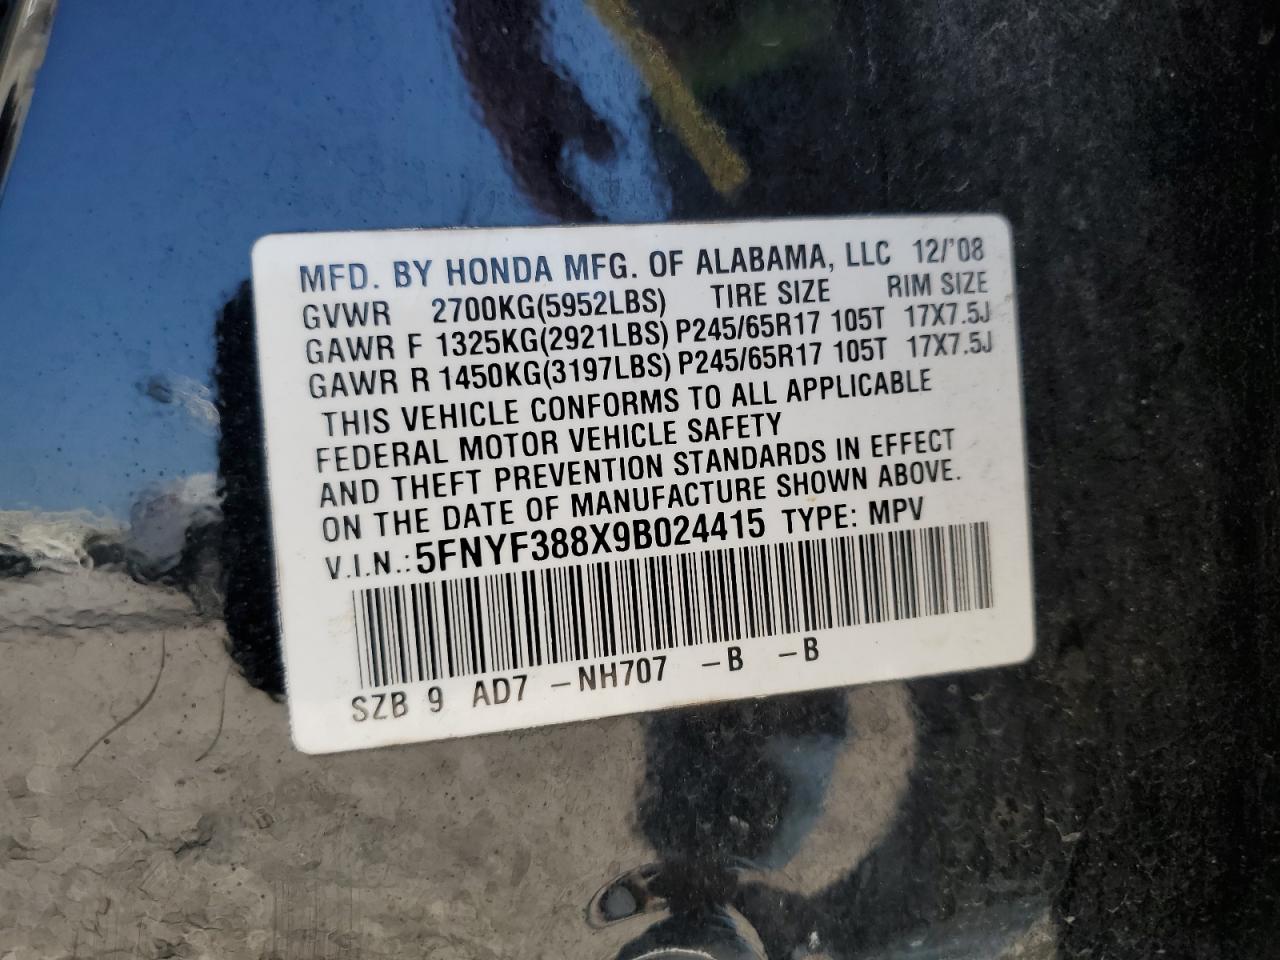 MFD. BY HONDA MFG. OF ALABAMA, LLC 12/'08
GVWR 2700KG(5952LBS) TIRE SIZE RIM SIZE
GAWR F 1325KG(2921LBS) P245/65R17 105T 17X7.5J
GAWR R 1450KG(3197LBS) P245/65R17 105T 17X7.5J
THIS VEHICLE CONFORMS TO ALL APPLICABLE
FEDERAL MOTOR VEHICLE SAFETY
AND THEFT PREVENTION STANDARDS IN EFFECT
ON THE DATE OF MANUFACTURE SHOWN ABOVE.
V.I.N.: 5FNYF388X9B024415 TYPE: MPV
SZB 9 AD7 -NH707 -B -B